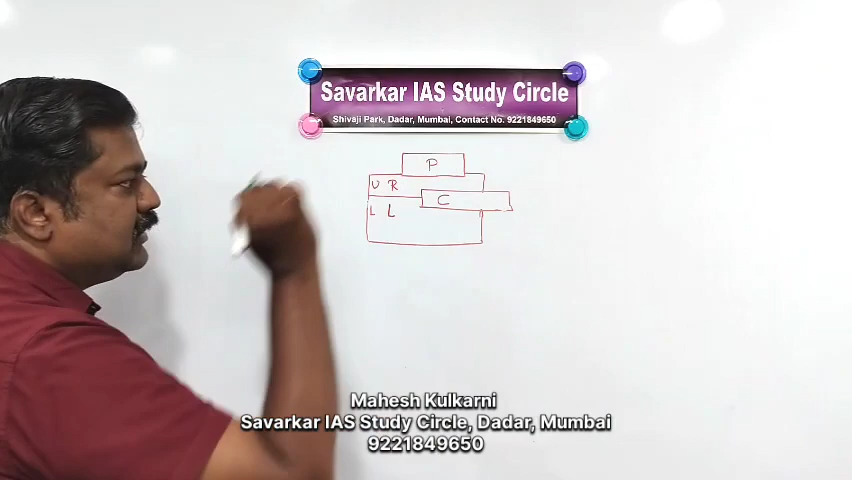 Savarkar IAS Study Circle
Shivaji Park, Dadar, Mumbai, Contact No. 9221849650
P
U R
C
L L
Mahesh Kulkarni
Savarkar IAS Study Circle, Dadar, Mumbai
9221849650